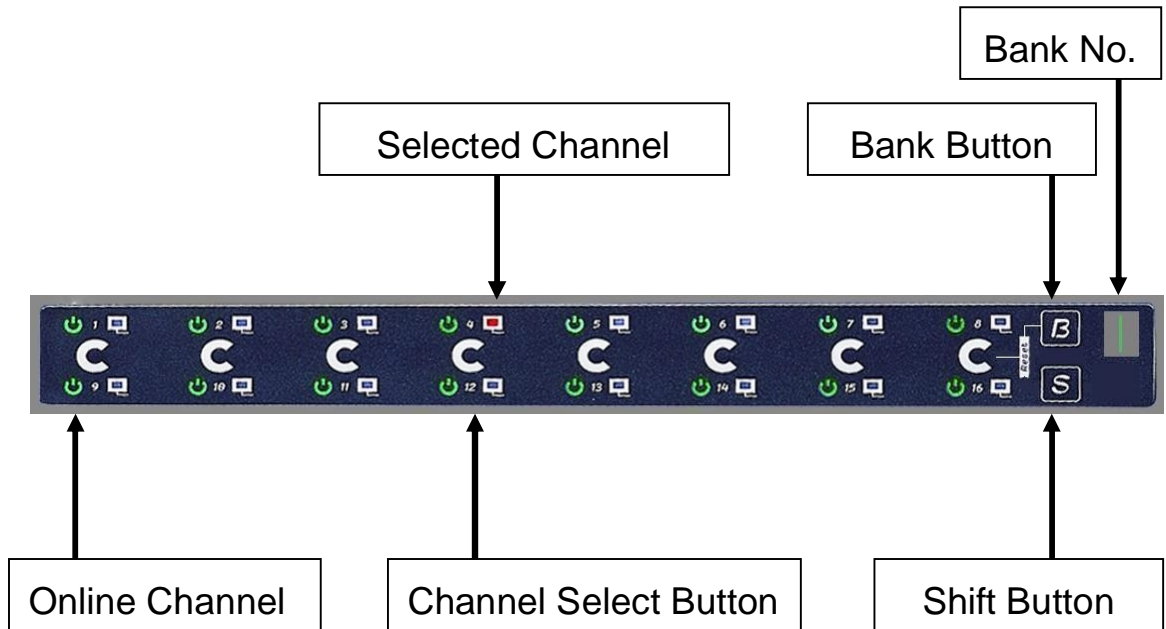 Bank No.
Selected Channel
Bank Button
1 2 3 4 5 6 7 8 B
C C C C C C C C Reset
9 10 11 12 13 14 15 16 S
Online Channel
Channel Select Button
Shift Button